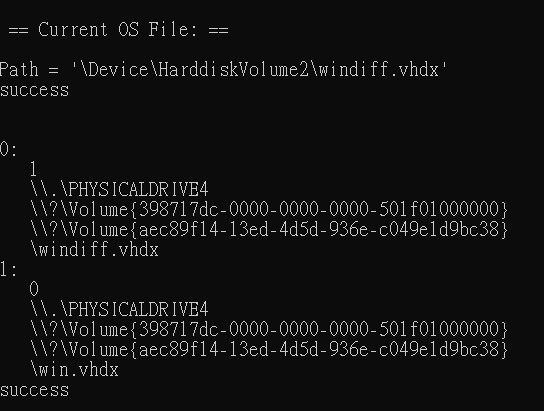 == Current OS File: ==
Path = '\Device\HarddiskVolume2\windiff.vhdx'
success
0:
1
\\.\PHYSICALDRIVE4
\\?\Volume{398717dc-0000-0000-0000-501f01000000}
\\?\Volume{aec89f14-13ed-4d5d-936e-c049e1d9bc38}
\windiff.vhdx
1:
0
\\.\PHYSICALDRIVE4
\\?\Volume{398717dc-0000-0000-0000-501f01000000}
\\?\Volume{aec89f14-13ed-4d5d-936e-c049e1d9bc38}
\win.vhdx
success